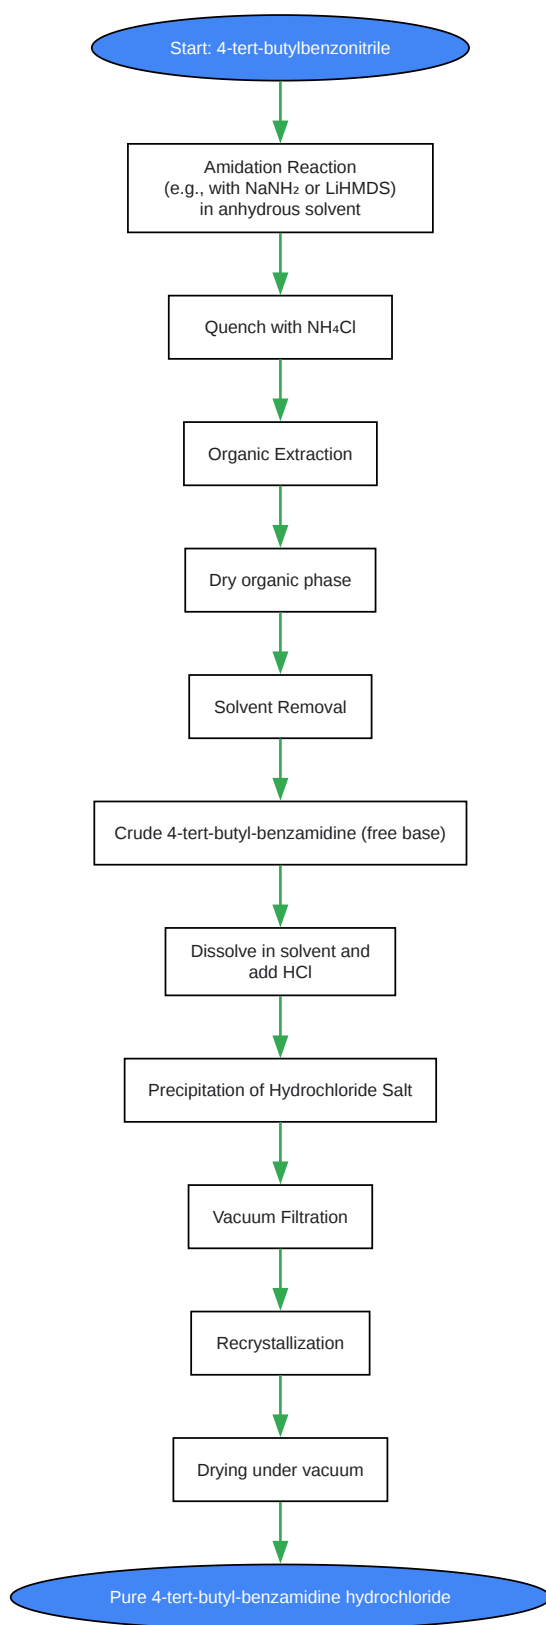 Start: 4-tert-butylbenzonitrile
Amidation Reaction
(e.g., with NaNH₂ or LiHMDS)
in anhydrous solvent
Quench with NH₄Cl
Organic Extraction
Dry organic phase
Solvent Removal
Crude 4-tert-butyl-benzamidine (free base)
Dissolve in solvent and
add HCl
Precipitation of Hydrochloride Salt
Vacuum Filtration
Recrystallization
Drying under vacuum
Pure 4-tert-butyl-benzamidine hydrochloride